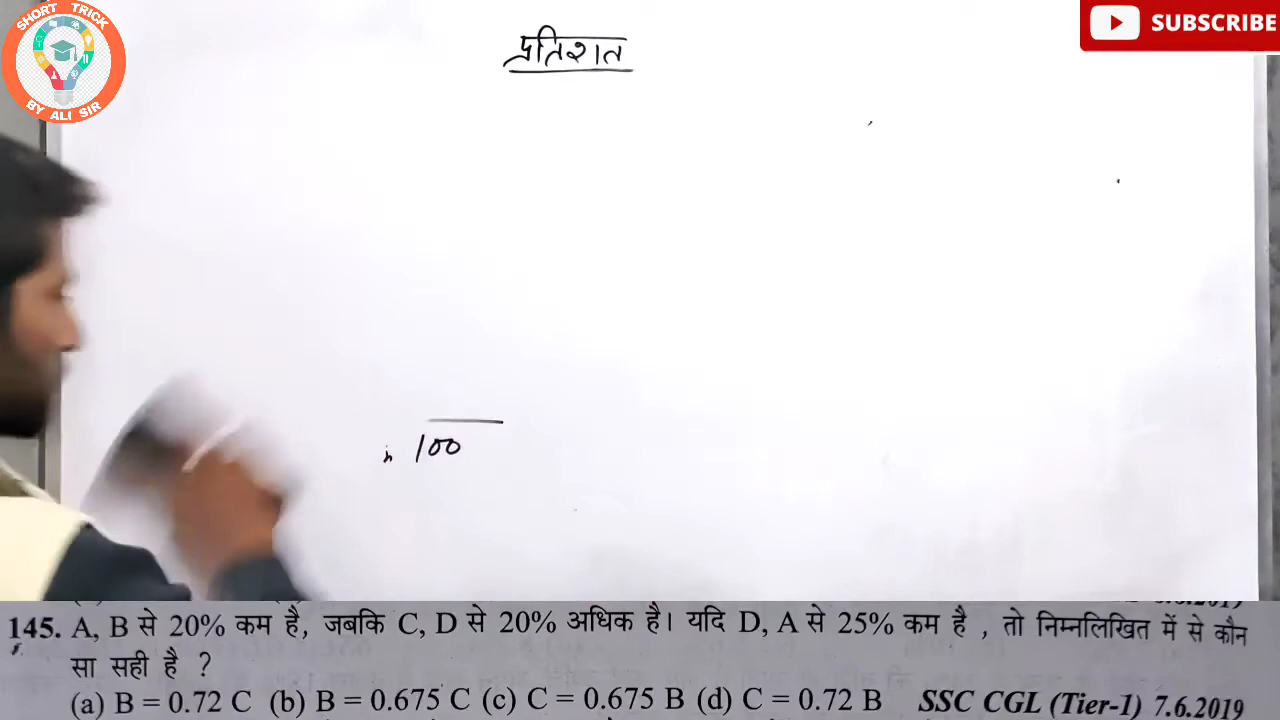 SHORT TRICK
BY ALI SIR
SUBSCRIBE
प्रतिशत
100
145. A, B से 20% कम है, जबकि C, D से 20% अधिक है। यदि D, A से 25% कम है , तो निम्नलिखित में से कौन
सा सही है ?
(a) B = 0.72 C (b) B = 0.675 C (c) C = 0.675 B (d) C = 0.72 B SSC CGL (Tier-1) 7.6.2019